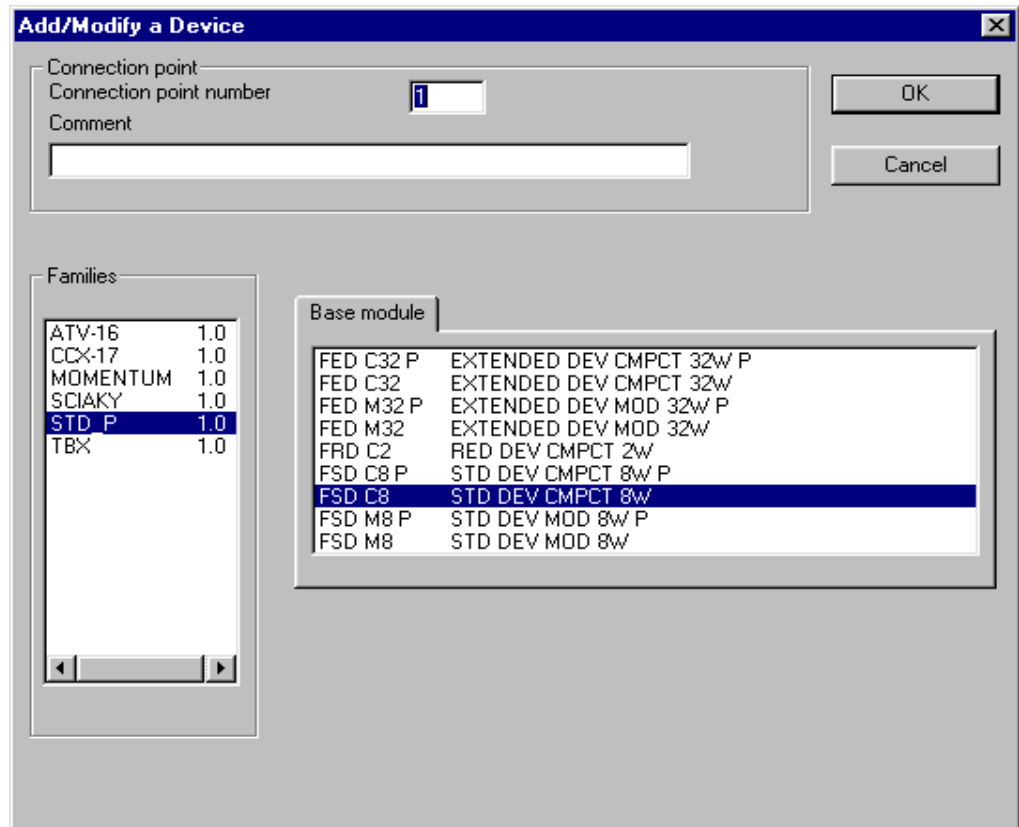 Add/Modify a Device
Connection point
Connection point number 1
Comment
OK
Cancel
Families
ATV-16 1.0
CCX-17 1.0
MOMENTUM 1.0
SCIAKY 1.0
STD_P 1.0
TBX 1.0
Base module
FED C32 P EXTENDED DEV CMPCT 32W P
FED C32 EXTENDED DEV CMPCT 32W
FED M32 P EXTENDED DEV MOD 32W P
FED M32 EXTENDED DEV MOD 32W
FRD C2 RED DEV CMPCT 2W
FSD C8 P STD DEV CMPCT 8W P
FSD C8 STD DEV CMPCT 8W
FSD M8 P STD DEV MOD 8W P
FSD M8 STD DEV MOD 8W